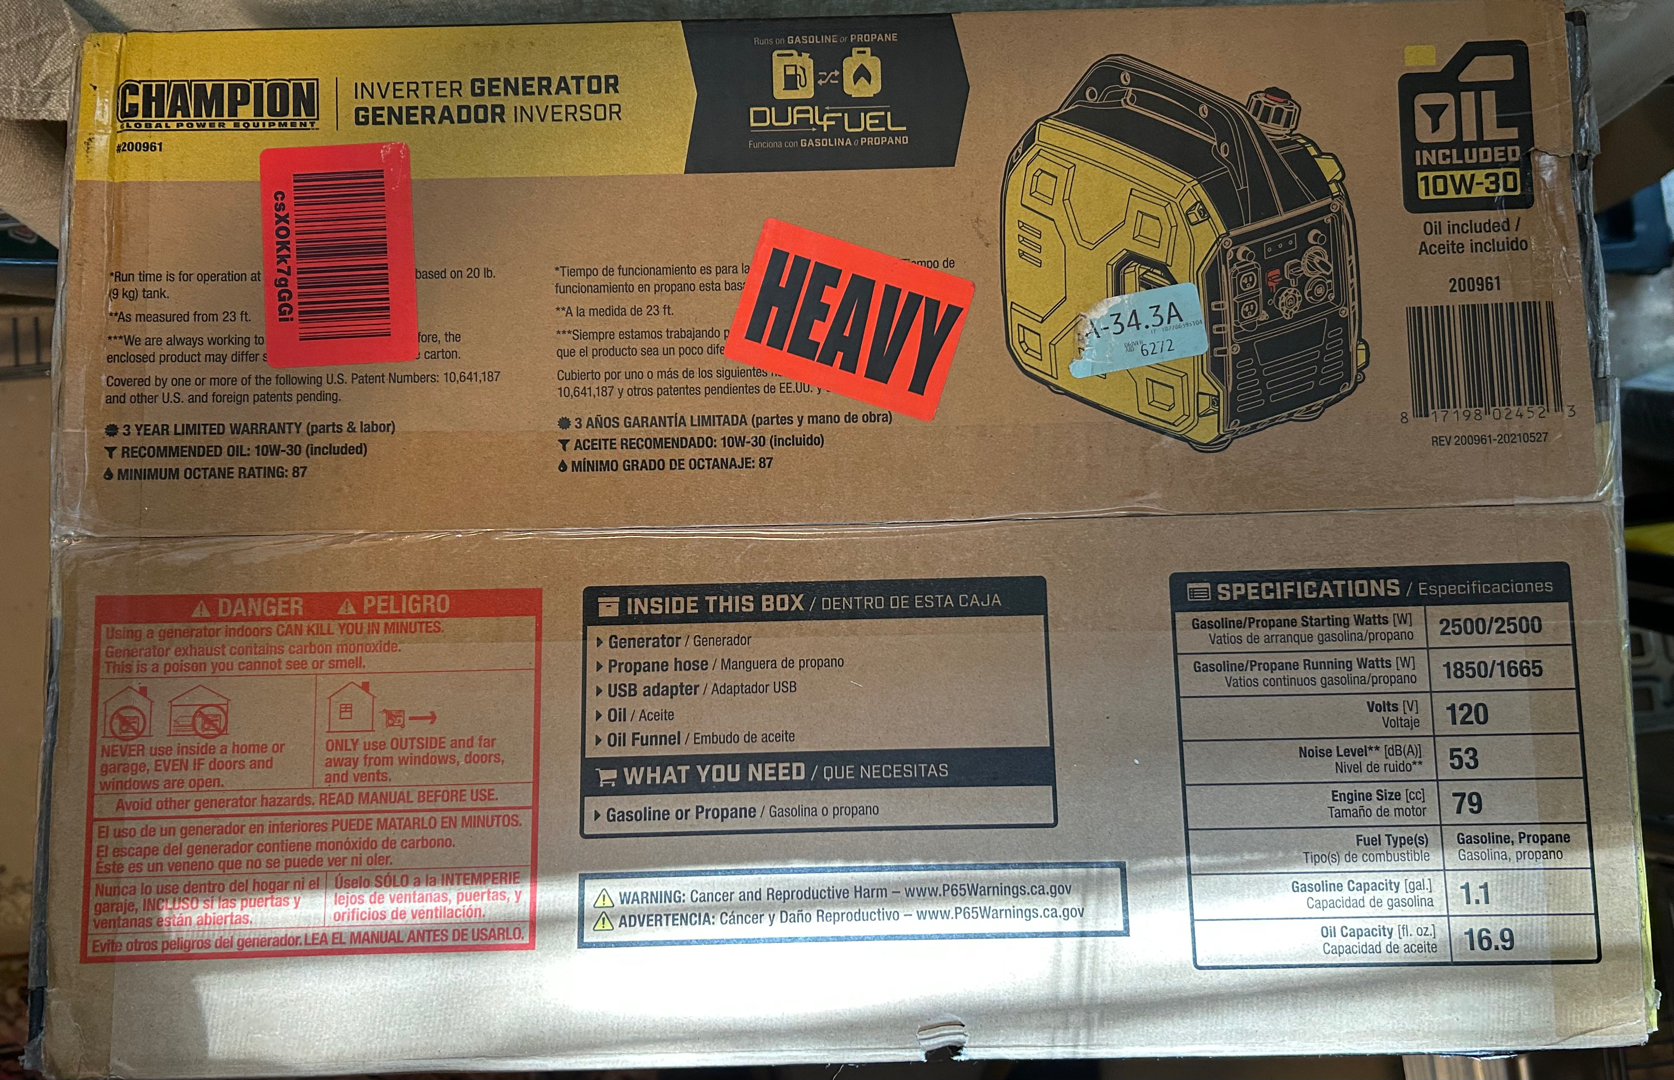 CHAMPION
GLOBAL POWER EQUIPMENT
#200961
INVERTER GENERATOR
GENERADOR INVERSOR
Runs on GASOLINE or PROPANE
DUAL FUEL
Funciona con GASOLINA o PROPANO
OIL
INCLUDED
10W-30
Oil included /
Aceite incluido
200961
8 17198 02452 3
REV 200961-20210527
csXOKk7gGGi
HEAVY
-34.3A
6272
*Run time is for operation at based on 20 lb.
(9 kg) tank.
**As measured from 23 ft.
***We are always working to fore, the
enclosed product may differ carton.
Covered by one or more of the following U.S. Patent Numbers: 10,641,187
and other U.S. and foreign patents pending.
3 YEAR LIMITED WARRANTY (parts & labor)
RECOMMENDED OIL: 10W-30 (included)
MINIMUM OCTANE RATING: 87
*Tiempo de funcionamiento es para la mpo de
funcionamiento en propano esta bas
**A la medida de 23 ft.
***Siempre estamos trabajando p
que el producto sea un poco dife
Cubierto por uno o más de los siguientes
10,641,187 y otros patentes pendientes de EE.UU. y
3 AÑOS GARANTÍA LIMITADA (partes y mano de obra)
ACEITE RECOMENDADO: 10W-30 (incluido)
MÍNIMO GRADO DE OCTANAJE: 87
DANGER PELIGRO
Using a generator indoors CAN KILL YOU IN MINUTES.
Generator exhaust contains carbon monoxide.
This is a poison you cannot see or smell.
NEVER use inside a home or
garage, EVEN IF doors and
windows are open.
ONLY use OUTSIDE and far
away from windows, doors,
and vents.
Avoid other generator hazards. READ MANUAL BEFORE USE.
El uso de un generador en interiores PUEDE MATARLO EN MINUTOS.
El escape del generador contiene monóxido de carbono.
Este es un veneno que no se puede ver ni oler.
Nunca lo use dentro del hogar ni el
garaje, INCLUSO si las puertas y
ventanas están abiertas.
Úselo SÓLO a la INTEMPERIE
lejos de ventanas, puertas, y
orificios de ventilación.
Evite otros peligros del generador. LEA EL MANUAL ANTES DE USARLO.
INSIDE THIS BOX / DENTRO DE ESTA CAJA
Generator / Generador
Propane hose / Manguera de propano
USB adapter / Adaptador USB
Oil / Aceite
Oil Funnel / Embudo de aceite
WHAT YOU NEED / QUE NECESITAS
Gasoline or Propane / Gasolina o propano
WARNING: Cancer and Reproductive Harm – www.P65Warnings.ca.gov
ADVERTENCIA: Cáncer y Daño Reproductivo – www.P65Warnings.ca.gov
SPECIFICATIONS / Especificaciones
Gasoline/Propane Starting Watts [W]
Vatios de arranque gasolina/propano
2500/2500
Gasoline/Propane Running Watts [W]
Vatios continuos gasolina/propano
1850/1665
Volts [V]
Voltaje
120
Noise Level** [dB(A)]
Nivel de ruido**
53
Engine Size [cc]
Tamaño de motor
79
Fuel Type(s)
Tipo(s) de combustible
Gasoline, Propane
Gasolina, propano
Gasoline Capacity [gal.]
Capacidad de gasolina
1.1
Oil Capacity [fl. oz.]
Capacidad de aceite
16.9